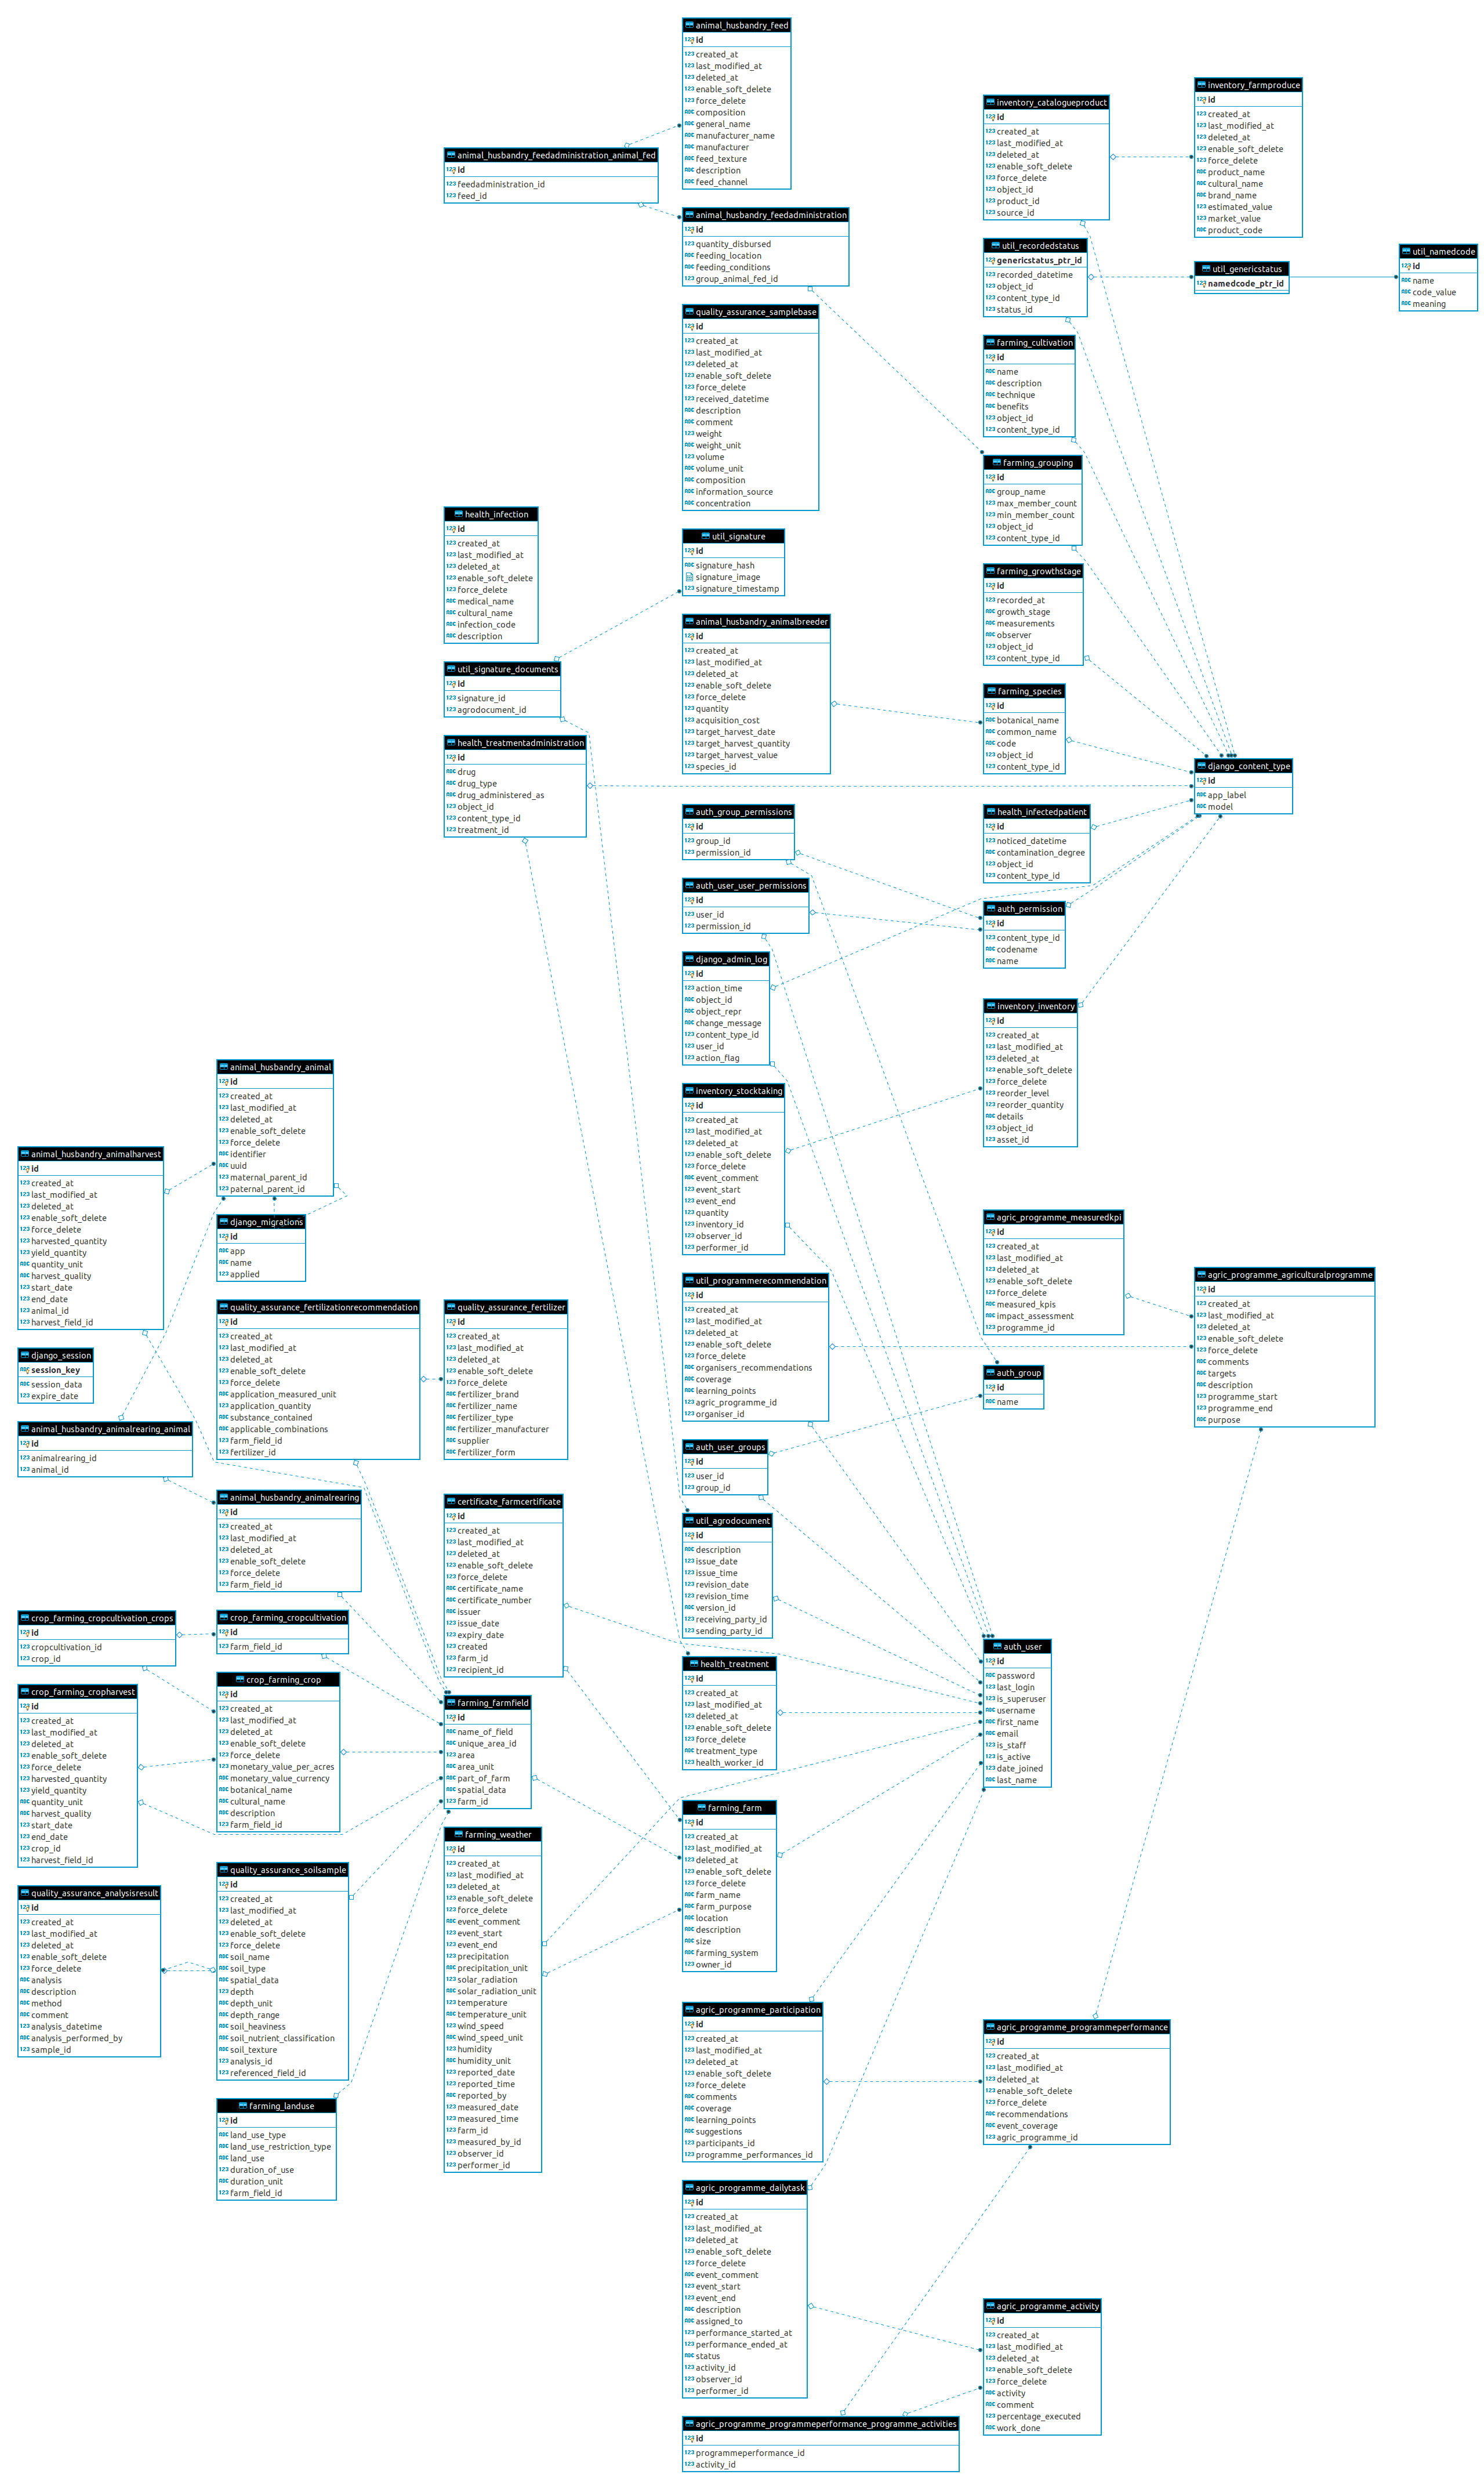 animal_husbandry_feed
id
created_at
last_modified_at
deleted_at
enable_soft_delete
force_delete
composition
general_name
manufacturer_name
manufacturer
feed_texture
description
feed_channel
animal_husbandry_feedadministration_animal_fed
id
feedadministration_id
feed_id
animal_husbandry_feedadministration
id
quantity_disbursed
feeding_location
feeding_conditions
group_animal_fed_id
inventory_catalogueproduct
id
created_at
last_modified_at
deleted_at
enable_soft_delete
force_delete
object_id
product_id
source_id
inventory_farmproduce
id
created_at
last_modified_at
deleted_at
enable_soft_delete
force_delete
product_name
cultural_name
brand_name
estimated_value
market_value
product_code
util_recordedstatus
genericstatus_ptr_id
recorded_datetime
object_id
content_type_id
status_id
util_genericstatus
namedcode_ptr_id
util_namedcode
id
name
code_value
meaning
quality_assurance_samplebase
id
created_at
last_modified_at
deleted_at
enable_soft_delete
force_delete
received_datetime
description
comment
weight
weight_unit
volume
volume_unit
composition
information_source
concentration
farming_cultivation
id
name
description
technique
benefits
object_id
content_type_id
farming_grouping
id
group_name
max_member_count
min_member_count
object_id
content_type_id
health_infection
id
created_at
last_modified_at
deleted_at
enable_soft_delete
force_delete
medical_name
cultural_name
infection_code
description
util_signature
id
signature_hash
signature_image
signature_timestamp
farming_growthstage
id
recorded_at
growth_stage
measurements
observer
object_id
content_type_id
util_signature_documents
id
signature_id
agrodocument_id
animal_husbandry_animalbreeder
id
created_at
last_modified_at
deleted_at
enable_soft_delete
force_delete
quantity
acquisition_cost
target_harvest_date
target_harvest_quantity
target_harvest_value
species_id
farming_species
id
botanical_name
common_name
code
object_id
content_type_id
health_treatmentadministration
id
drug
drug_type
drug_administered_as
object_id
content_type_id
treatment_id
django_content_type
id
app_label
model
auth_group_permissions
id
group_id
permission_id
health_infectedpatient
id
noticed_datetime
contamination_degree
object_id
content_type_id
auth_user_user_permissions
id
user_id
permission_id
auth_permission
id
content_type_id
codename
name
django_admin_log
id
action_time
object_id
object_repr
change_message
content_type_id
user_id
action_flag
inventory_inventory
id
created_at
last_modified_at
deleted_at
enable_soft_delete
force_delete
reorder_level
reorder_quantity
details
object_id
asset_id
animal_husbandry_animal
id
created_at
last_modified_at
deleted_at
enable_soft_delete
force_delete
identifier
uuid
maternal_parent_id
paternal_parent_id
inventory_stocktaking
id
created_at
last_modified_at
deleted_at
enable_soft_delete
force_delete
event_comment
event_start
event_end
quantity
inventory_id
observer_id
performer_id
animal_husbandry_animalharvest
id
created_at
last_modified_at
deleted_at
enable_soft_delete
force_delete
harvested_quantity
yield_quantity
quantity_unit
harvest_quality
start_date
end_date
animal_id
harvest_field_id
django_migrations
id
app
name
applied
agric_programme_measuredkpi
id
created_at
last_modified_at
deleted_at
enable_soft_delete
force_delete
measured_kpis
impact_assessment
programme_id
agric_programme_agriculturalprogramme
id
created_at
last_modified_at
deleted_at
enable_soft_delete
force_delete
comments
targets
description
programme_start
programme_end
purpose
util_programmerecommendation
id
created_at
last_modified_at
deleted_at
enable_soft_delete
force_delete
organisers_recommendations
coverage
learning_points
agric_programme_id
organiser_id
quality_assurance_fertilizationrecommendation
id
created_at
last_modified_at
deleted_at
enable_soft_delete
force_delete
application_measured_unit
application_quantity
substance_contained
applicable_combinations
farm_field_id
fertilizer_id
quality_assurance_fertilizer
id
created_at
last_modified_at
deleted_at
enable_soft_delete
force_delete
fertilizer_brand
fertilizer_name
fertilizer_type
fertilizer_manufacturer
supplier
fertilizer_form
django_session
session_key
session_data
expire_date
auth_group
id
name
animal_husbandry_animalrearing_animal
id
animalrearing_id
animal_id
auth_user_groups
id
user_id
group_id
animal_husbandry_animalrearing
id
created_at
last_modified_at
deleted_at
enable_soft_delete
force_delete
farm_field_id
certificate_farmcertificate
id
created_at
last_modified_at
deleted_at
enable_soft_delete
force_delete
certificate_name
certificate_number
issuer
issue_date
expiry_date
created
farm_id
recipient_id
util_agrodocument
id
description
issue_date
issue_time
revision_date
revision_time
version_id
receiving_party_id
sending_party_id
crop_farming_cropcultivation_crops
id
cropcultivation_id
crop_id
crop_farming_cropcultivation
id
farm_field_id
auth_user
id
password
last_login
is_superuser
username
first_name
email
is_staff
is_active
date_joined
last_name
health_treatment
id
created_at
last_modified_at
deleted_at
enable_soft_delete
force_delete
treatment_type
health_worker_id
crop_farming_crop
id
created_at
last_modified_at
deleted_at
enable_soft_delete
force_delete
monetary_value_per_acres
monetary_value_currency
botanical_name
cultural_name
description
farm_field_id
crop_farming_cropharvest
id
created_at
last_modified_at
deleted_at
enable_soft_delete
force_delete
harvested_quantity
yield_quantity
quantity_unit
harvest_quality
start_date
end_date
crop_id
harvest_field_id
farming_farmfield
id
name_of_field
unique_area_id
area
area_unit
part_of_farm
spatial_data
farm_id
farming_farm
id
created_at
last_modified_at
deleted_at
enable_soft_delete
force_delete
farm_name
farm_purpose
location
description
size
farming_system
owner_id
farming_weather
id
created_at
last_modified_at
deleted_at
enable_soft_delete
force_delete
event_comment
event_start
event_end
precipitation
precipitation_unit
solar_radiation
solar_radiation_unit
temperature
temperature_unit
wind_speed
wind_speed_unit
humidity
humidity_unit
reported_date
reported_time
reported_by
measured_date
measured_time
farm_id
measured_by_id
observer_id
performer_id
quality_assurance_soilsample
id
created_at
last_modified_at
deleted_at
enable_soft_delete
force_delete
soil_name
soil_type
spatial_data
depth
depth_unit
depth_range
soil_heaviness
soil_nutrient_classification
soil_texture
analysis_id
referenced_field_id
quality_assurance_analysisresult
id
created_at
last_modified_at
deleted_at
enable_soft_delete
force_delete
analysis
description
method
comment
analysis_datetime
analysis_performed_by
sample_id
agric_programme_participation
id
created_at
last_modified_at
deleted_at
enable_soft_delete
force_delete
comments
coverage
learning_points
suggestions
participants_id
programme_performances_id
agric_programme_programmeperformance
id
created_at
last_modified_at
deleted_at
enable_soft_delete
force_delete
recommendations
event_coverage
agric_programme_id
farming_landuse
id
land_use_type
land_use_restriction_type
land_use
duration_of_use
duration_unit
farm_field_id
agric_programme_dailytask
id
created_at
last_modified_at
deleted_at
enable_soft_delete
force_delete
event_comment
event_start
event_end
description
assigned_to
performance_started_at
performance_ended_at
status
activity_id
observer_id
performer_id
agric_programme_activity
id
created_at
last_modified_at
deleted_at
enable_soft_delete
force_delete
activity
comment
percentage_executed
work_done
agric_programme_programmeperformance_programme_activities
id
programmeperformance_id
activity_id